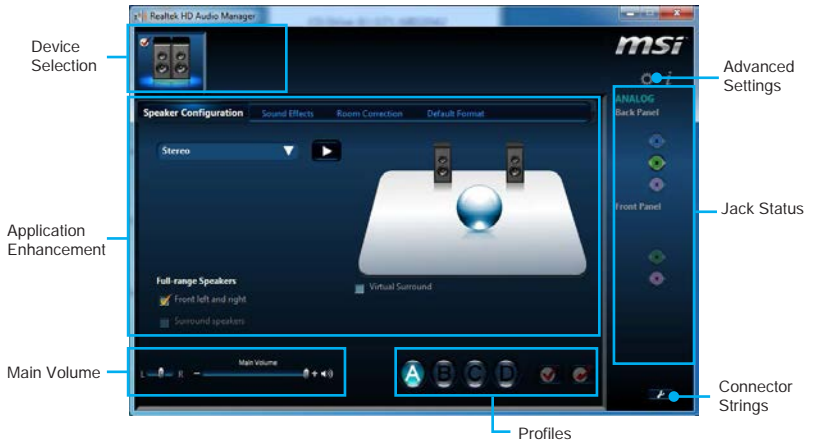 Realtek HD Audio Manager
Device
Selection
msi
i
Advanced
Settings
ANALOG
Back Panel
Speaker Configuration
Sound Effects
Room Correction
Default Format
Stereo
Jack Status
Front Panel
Application
Enhancement
Full-range Speakers
Front left and right
Surround speakers
Virtual Surround
Main Volume
Main Volume
L
R
-
+
A
B
C
D
Connector
Strings
Profiles